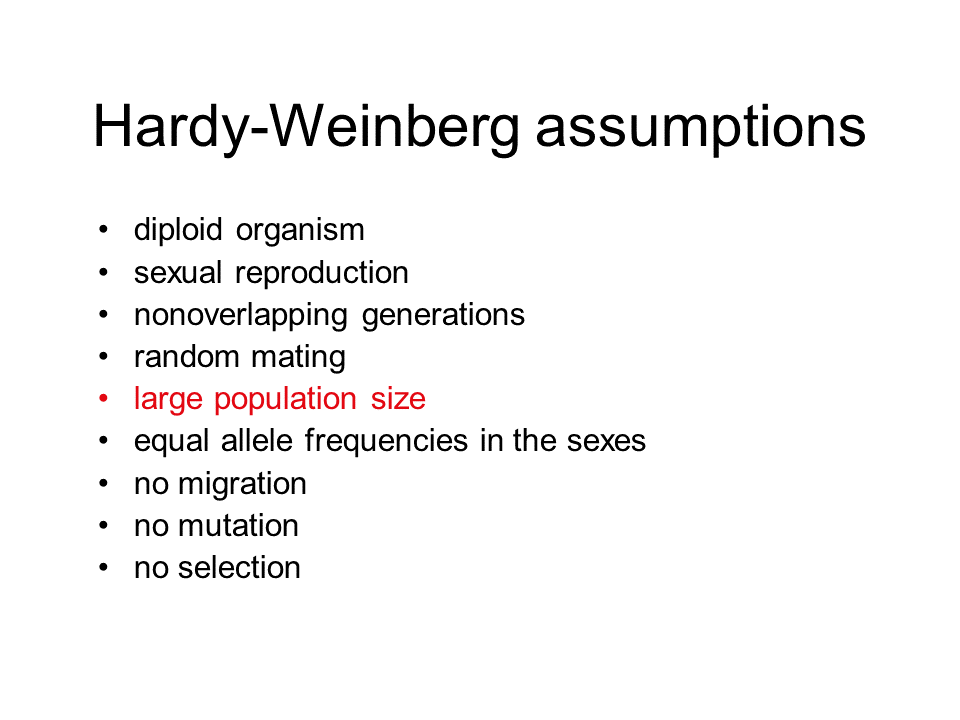 Hardy-Weinberg assumptions
• diploid organism
• sexual reproduction
• nonoverlapping generations
• random mating
• large population size
• equal allele frequencies in the sexes
• no migration
• no mutation
• no selection